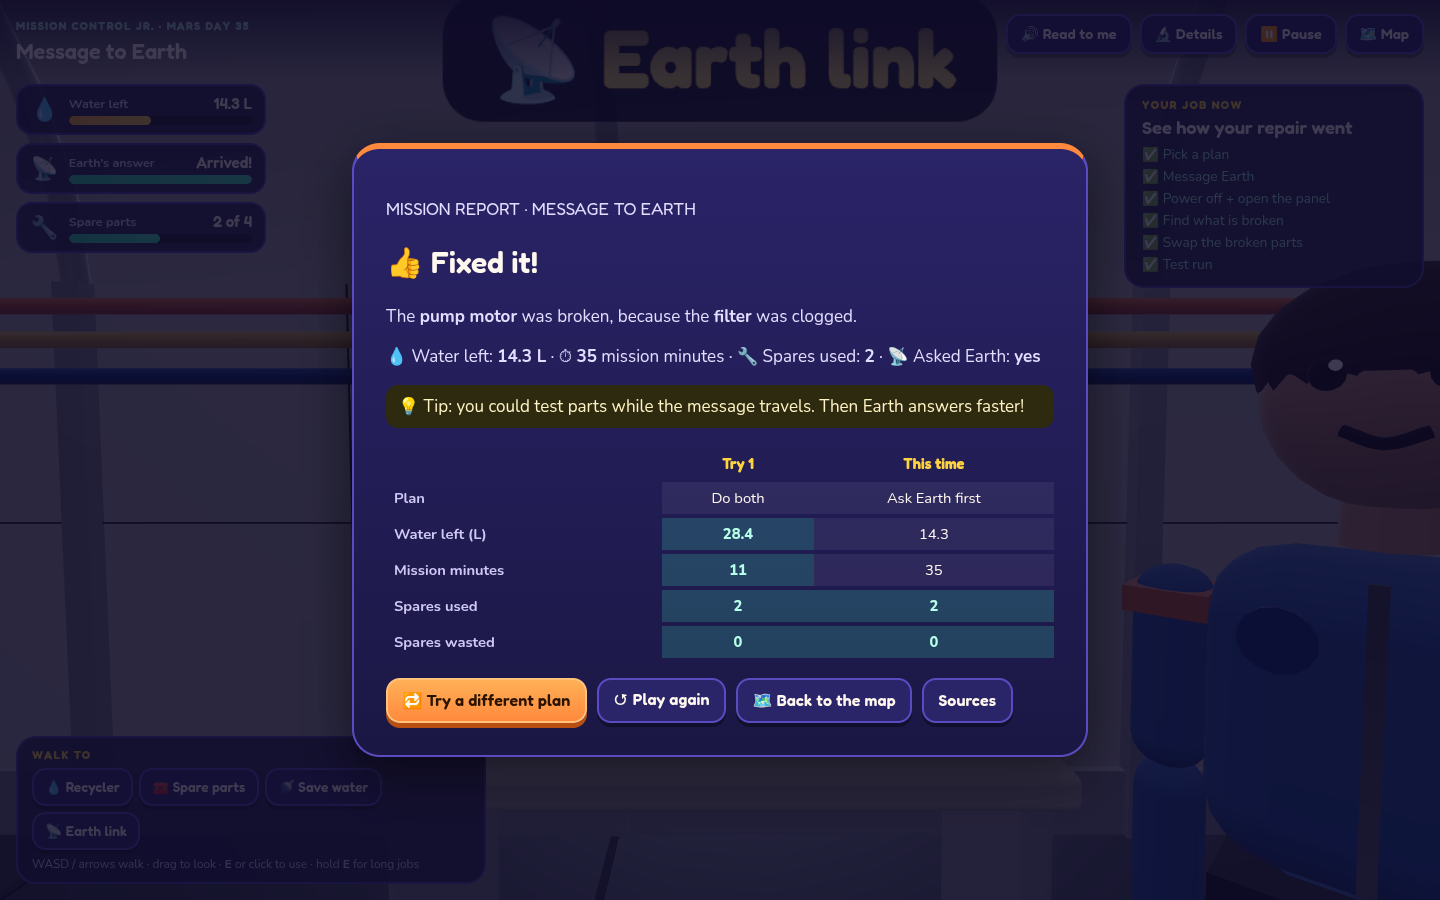 MISSION CONTROL JR. · MARS DAY 35
Message to Earth
Earth link
🔊 Read to me
🔬 Details
⏸ Pause
🗺️ Map
💧 Water left 14.3 L
📡 Earth's answer Arrived!
🔧 Spare parts 2 of 4
YOUR JOB NOW
See how your repair went
✅ Pick a plan
✅ Message Earth
✅ Power off + open the panel
✅ Find what is broken
✅ Swap the broken parts
✅ Test run
MISSION REPORT · MESSAGE TO EARTH
👍 Fixed it!
The pump motor was broken, because the filter was clogged.
💧 Water left: 14.3 L · ⏱ 35 mission minutes · 🔧 Spares used: 2 · 📡 Asked Earth: yes
💡 Tip: you could test parts while the message travels. Then Earth answers faster!
Try 1 This time
Plan Do both Ask Earth first
Water left (L) 28.4 14.3
Mission minutes 11 35
Spares used 2 2
Spares wasted 0 0
🔁 Try a different plan
↺ Play again
🗺️ Back to the map
Sources
WALK TO
💧 Recycler
🧰 Spare parts
🚿 Save water
📡 Earth link
WASD / arrows walk · drag to look · E or click to use · hold E for long jobs